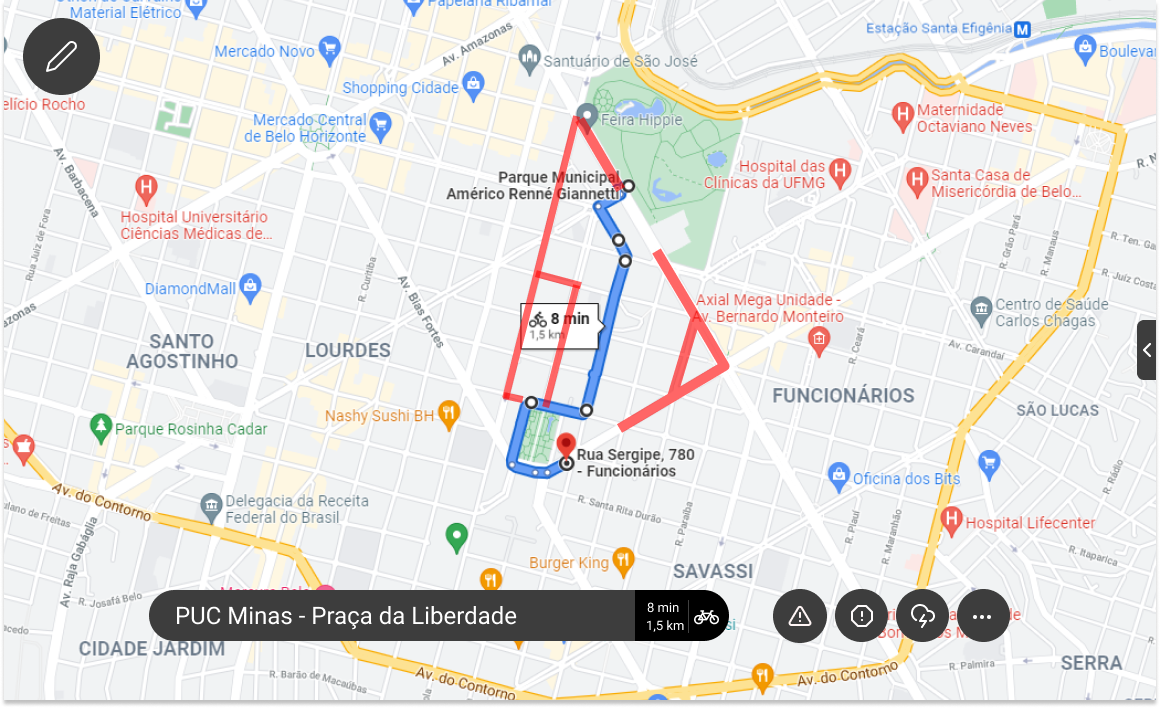 Material Elétrico
Papelaria Ribamar
Av. Amazonas
Estação Santa Efigênia
M
Mercado Novo
Santuário de São José
Boulevar
Shopping Cidade
elício Rocho
Mercado Central
de Belo Horizonte
Feira Hippie
H
Maternidade
Octaviano Neves
Av. Barbacena
Parque Municipal
Américo Renné Giannetti
Hospital das
Clínicas da UFMG
H
H
Santa Casa de
Misericórdia de Belo...
H
Hospital Universitário
Ciências Médicas de...
Rua Juiz de Fora
R. Grão Pará
R. Manaus
R. Ten. Ga
R. Curitiba
DiamondMall
Av. Bias Fortes
R. Juiz Costa
Axial Mega Unidade -
Av. Bernardo Monteiro
Centro de Saúde
Carlos Chagas
zonas
8 min
1,5 km
SANTO
AGOSTINHO
LOURDES
R. Ceará
Av. Carandaí
FUNCIONÁRIOS
SÃO LUCAS
Nashy Sushi BH
Parque Rosinha Cadar
Rua Sergipe, 780
- Funcionários
Oficina dos Bits
R. Rádio
Av. do Contorno
Delegacia da Receita
Federal do Brasil
R. Santa Rita Durão
R. Paraíba
R. Piauí
R. Maranhão
H
Hospital Lifecenter
ulano de Freitas
Av. Raja Gabáglia
R. Itaparica
Burger King
SAVASSI
R. Josafá Belo
PUC Minas - Praça da Liberdade
8 min
1,5 km
acedo
CIDADE JARDIM
R. Barão de Macaúbas
Av. do Contorno
Av. do Contorno
R. Palmira
SERRA